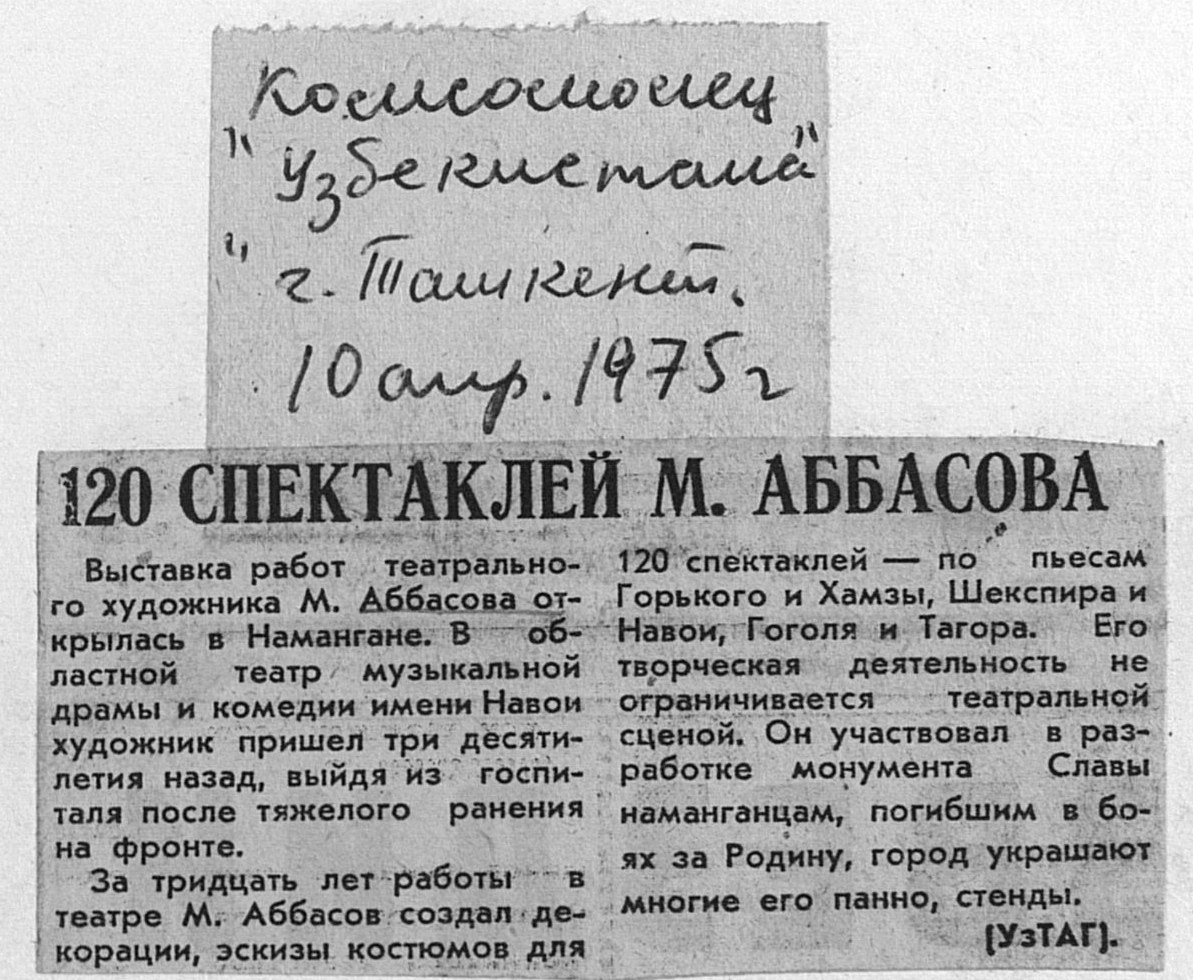 Комсомолец
"Узбекистана"
" г. Ташкент.
10 апр. 1975 г
120 СПЕКТАКЛЕЙ М. АББАСОВА
Выставка работ театрально-
го художника М. Аббасова от-
крылась в Намангане. В об-
ластной театр музыкальной
драмы и комедии имени Навои
художник пришел три десяти-
летия назад, выйдя из госпи-
таля после тяжелого ранения
на фронте.
За тридцать лет работы в
театре М. Аббасов создал де-
корации, эскизы костюмов для
120 спектаклей — по пьесам
Горького и Хамзы, Шекспира и
Навои, Гоголя и Тагора. Его
творческая деятельность не
ограничивается театральной
сценой. Он участвовал в раз-
работке монумента Славы
наманганцам, погибшим в бо-
ях за Родину, город украшают
многие его панно, стенды.
(УзТАГ).